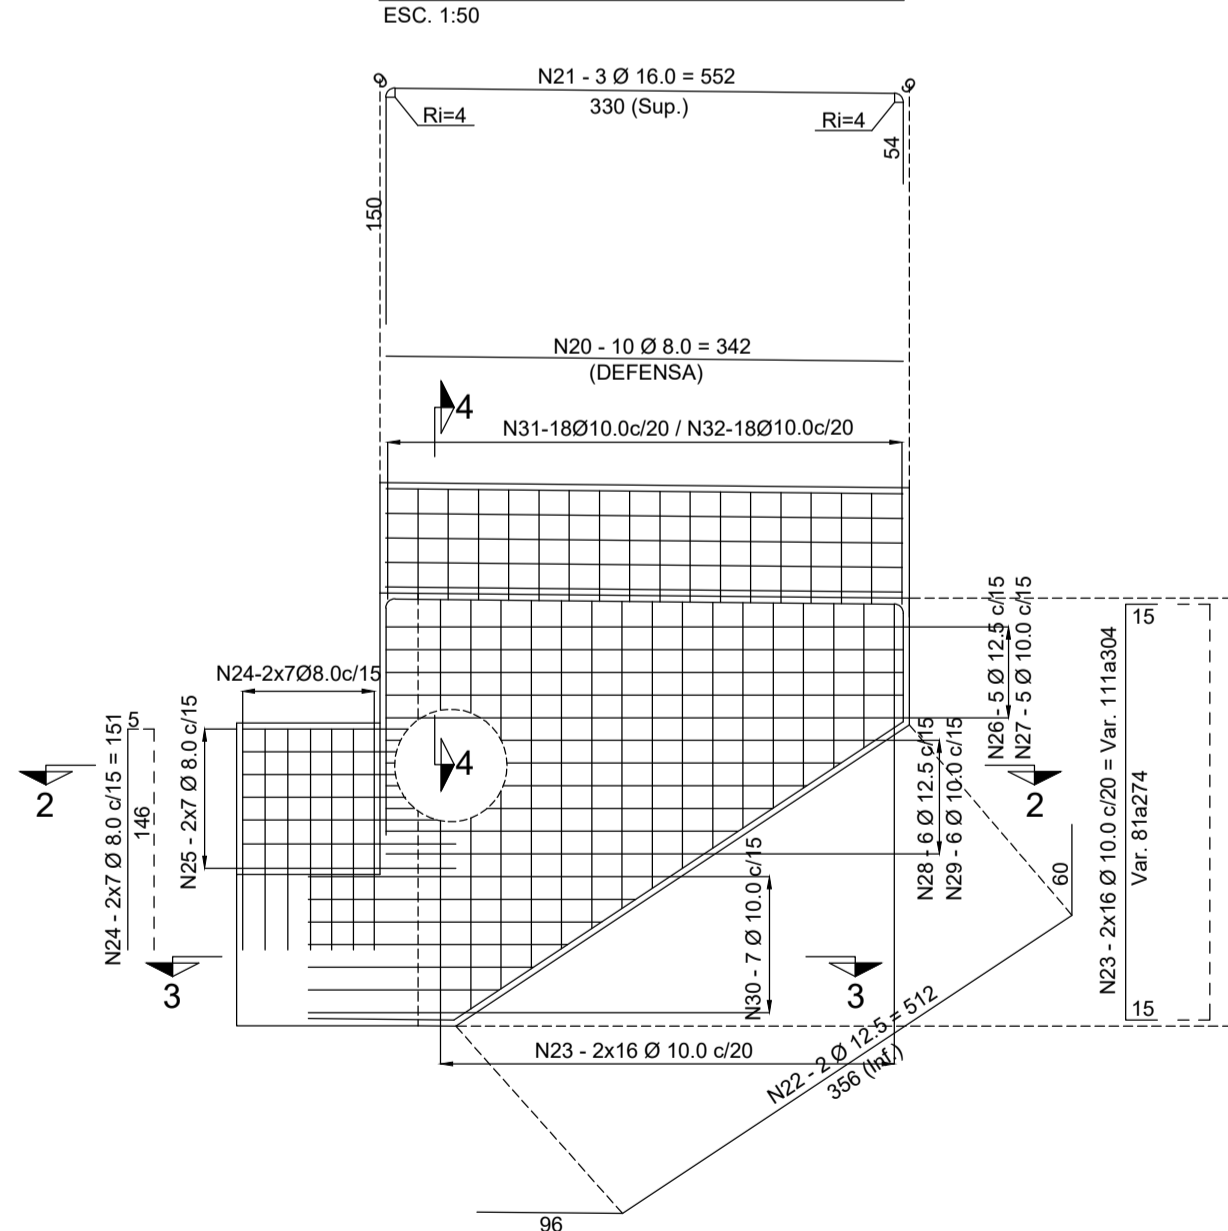 ESC. 1:50
N21 - 3 Ø 16.0 = 552
9
9
330 (Sup.)
Ri=4
Ri=4
54
150
N20 - 10 Ø 8.0 = 342
(DEFENSA)
4
N31-18Ø10.0c/20 / N32-18Ø10.0c/20
N26 - 5 Ø 12.5 c/15
N27 - 5 Ø 10.0 c/15
15
N24-2x7Ø8.0c/15
N24 - 2x7 Ø 8.0 c/15 = 151
5
146
N25 - 2x7 Ø 8.0 c/15
4
2
2
N28 - 6 Ø 12.5 c/15
N29 - 6 Ø 10.0 c/15
N23 - 2x16 Ø 10.0 c/20 = Var. 111a304
Var. 81a274
60
N30 - 7 Ø 10.0 c/15
3
3
15
N23 - 2x16 Ø 10.0 c/20
N22 - 2 Ø 12.5 = 512
356 (Inf.)
96